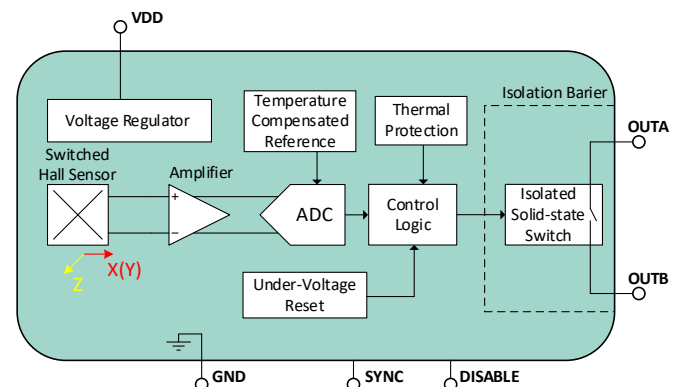 VDD
Isolation Barier
Temperature
Compensated
Reference
Thermal
Protection
Voltage Regulator
OUTA
Switched
Hall Sensor
Amplifier
+
−
ADC
Control
Logic
Isolated
Solid-state
Switch
X(Y)
Z
Under-Voltage
Reset
OUTB
GND
SYNC
DISABLE